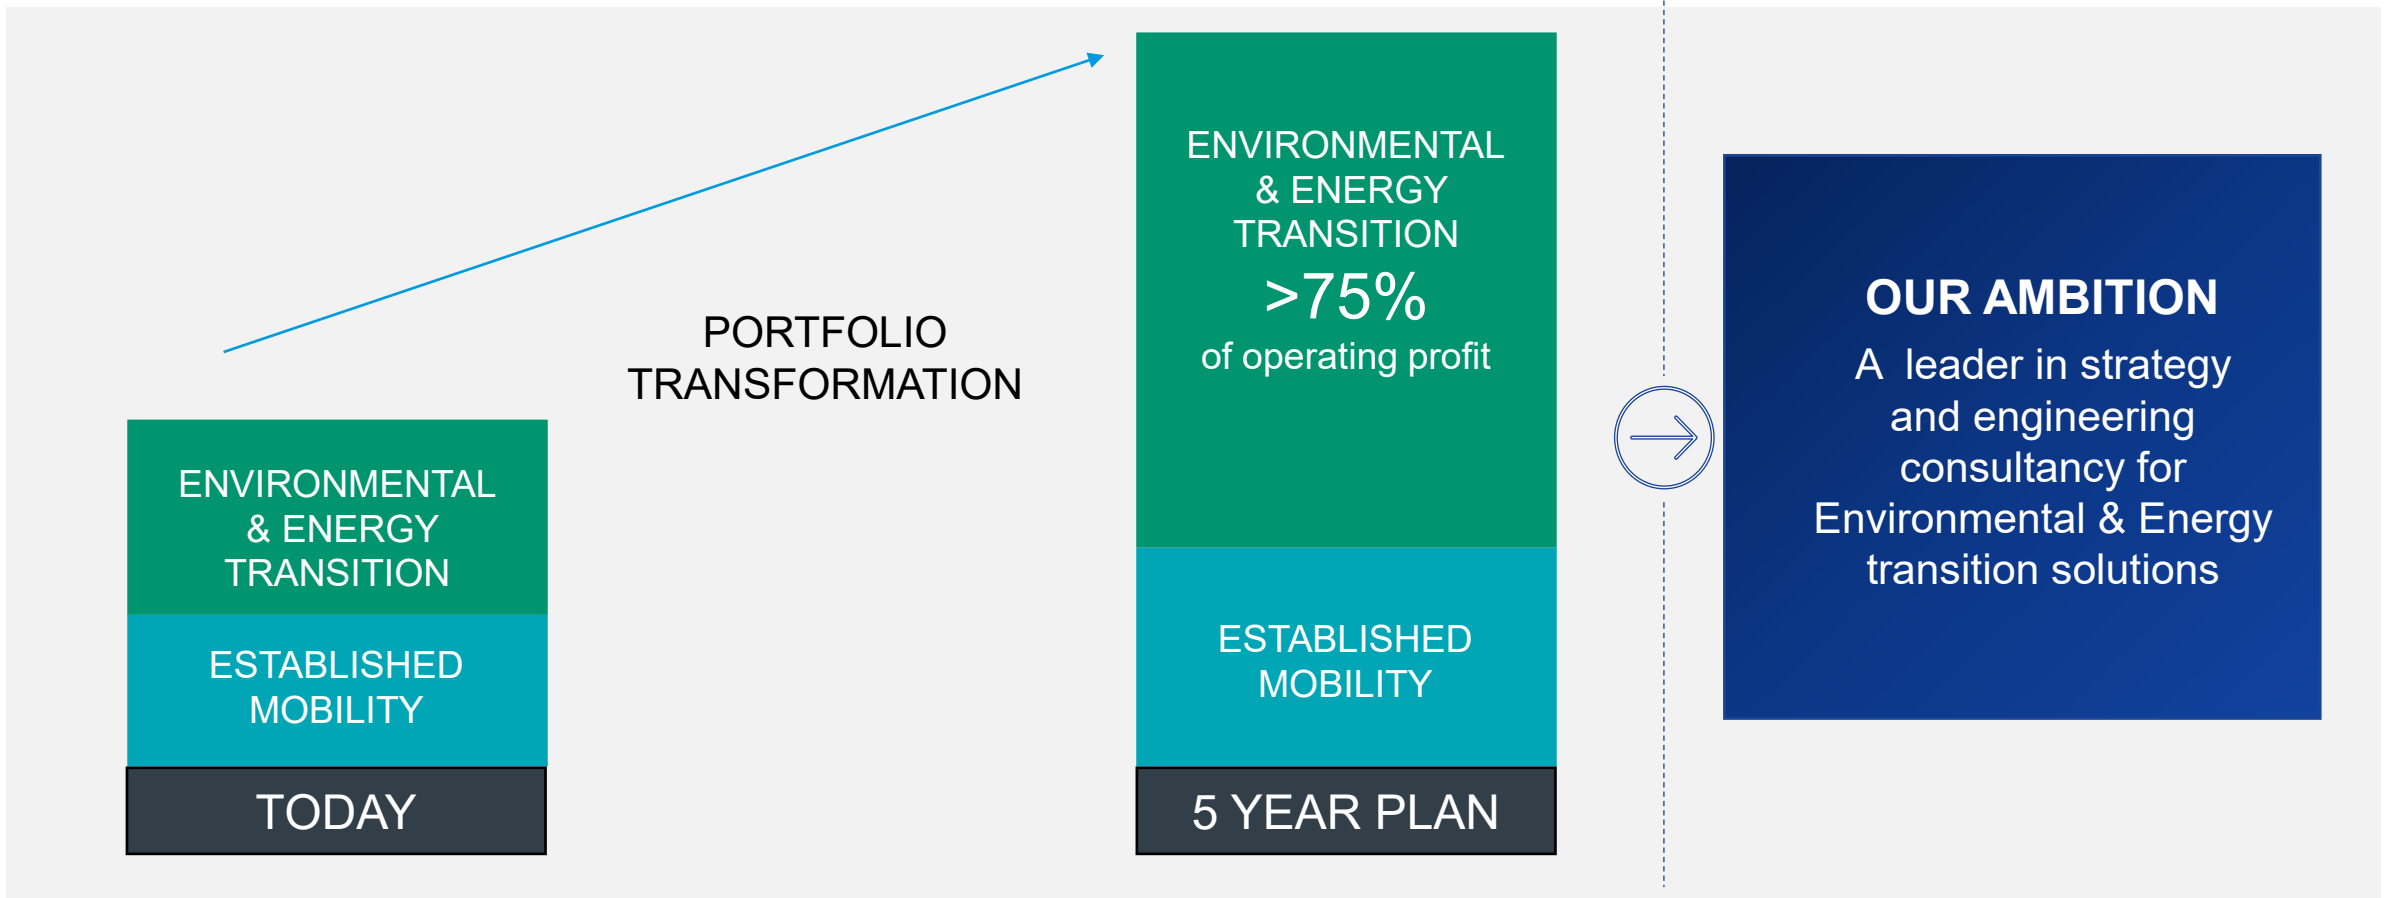 ENVIRONMENTAL
& ENERGY
TRANSITION
ESTABLISHED
MOBILITY
TODAY
PORTFOLIO
TRANSFORMATION
ENVIRONMENTAL
& ENERGY
TRANSITION
>75%
of operating profit
ESTABLISHED
MOBILITY
5 YEAR PLAN
OUR AMBITION
A  leader in strategy
and engineering
consultancy for
Environmental & Energy
transition solutions